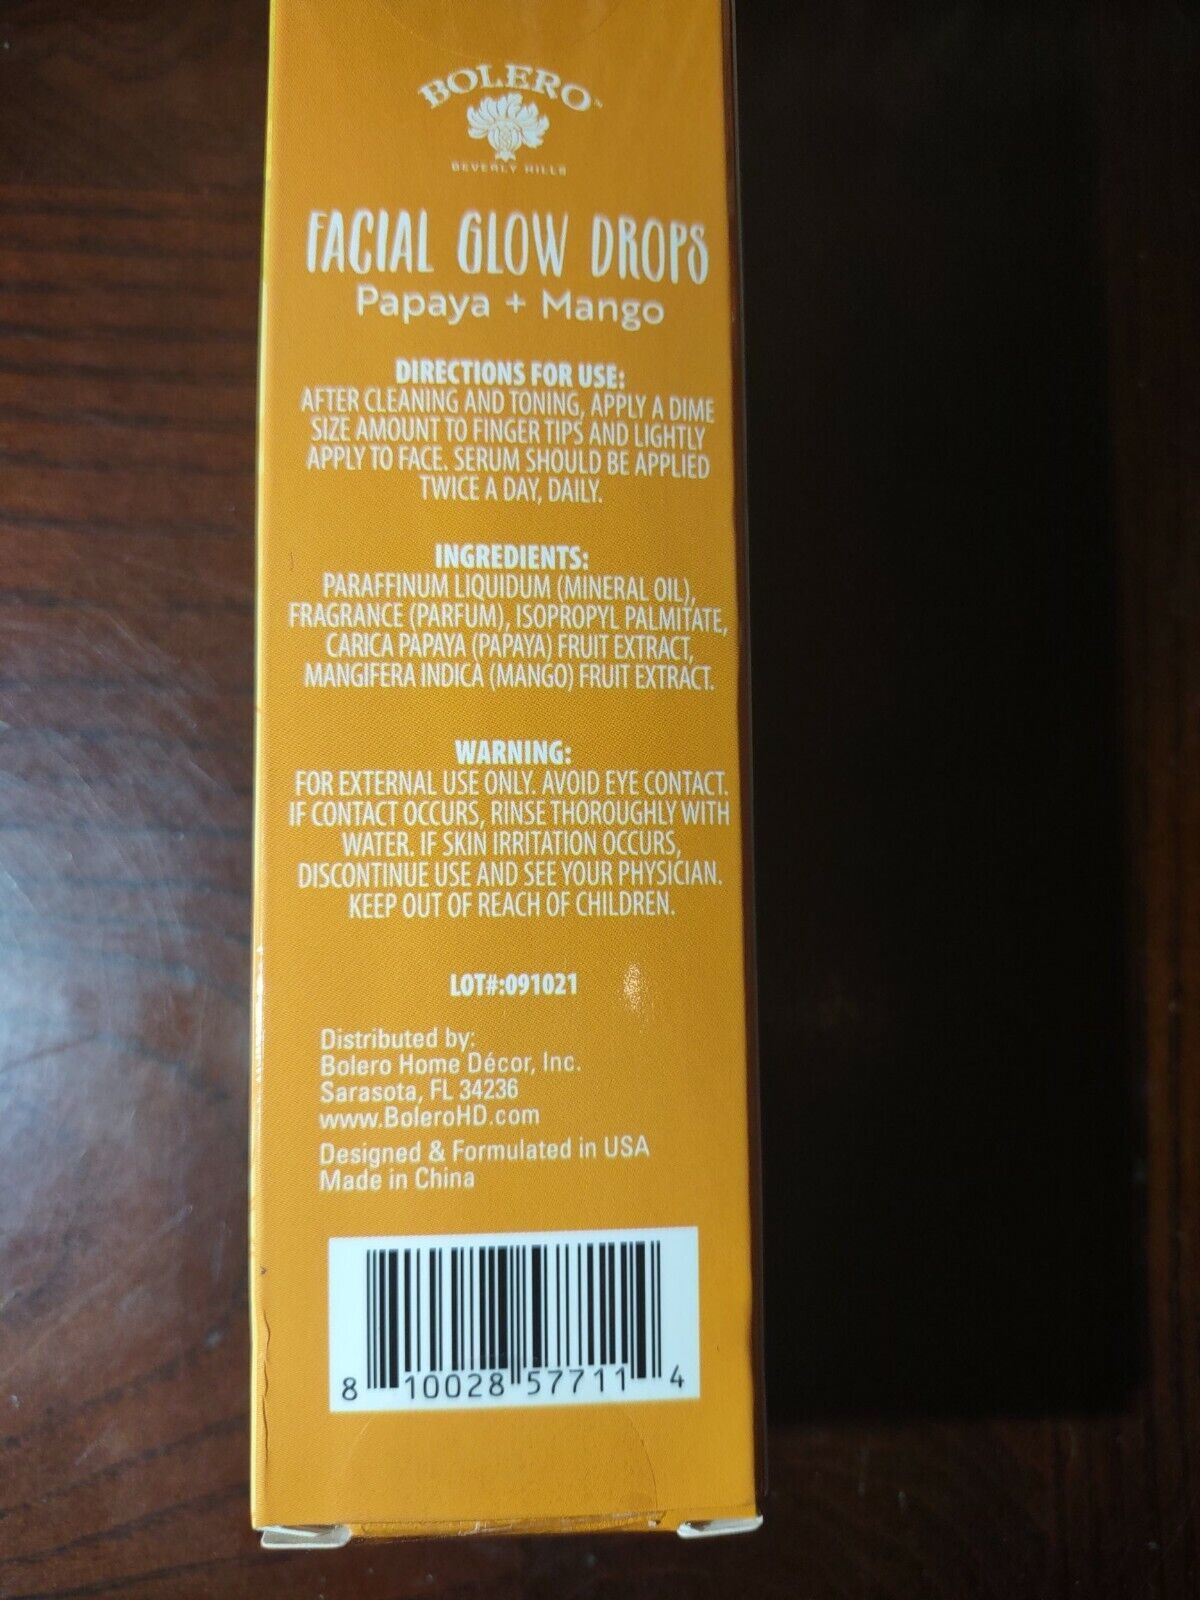 BOLERO™
BEVERLY HILLS
FACIAL GLOW DROPS
Papaya + Mango
DIRECTIONS FOR USE:
AFTER CLEANING AND TONING, APPLY A DIME
SIZE AMOUNT TO FINGER TIPS AND LIGHTLY
APPLY TO FACE. SERUM SHOULD BE APPLIED
TWICE A DAY, DAILY.
INGREDIENTS:
PARAFFINUM LIQUIDUM (MINERAL OIL),
FRAGRANCE (PARFUM), ISOPROPYL PALMITATE,
CARICA PAPAYA (PAPAYA) FRUIT EXTRACT,
MANGIFERA INDICA (MANGO) FRUIT EXTRACT.
WARNING:
FOR EXTERNAL USE ONLY. AVOID EYE CONTACT.
IF CONTACT OCCURS, RINSE THOROUGHLY WITH
WATER. IF SKIN IRRITATION OCCURS,
DISCONTINUE USE AND SEE YOUR PHYSICIAN.
KEEP OUT OF REACH OF CHILDREN.
LOT#:091021
Distributed by:
Bolero Home Décor, Inc.
Sarasota, FL 34236
www.BoleroHD.com
Designed & Formulated in USA
Made in China
8 10028 57711 4